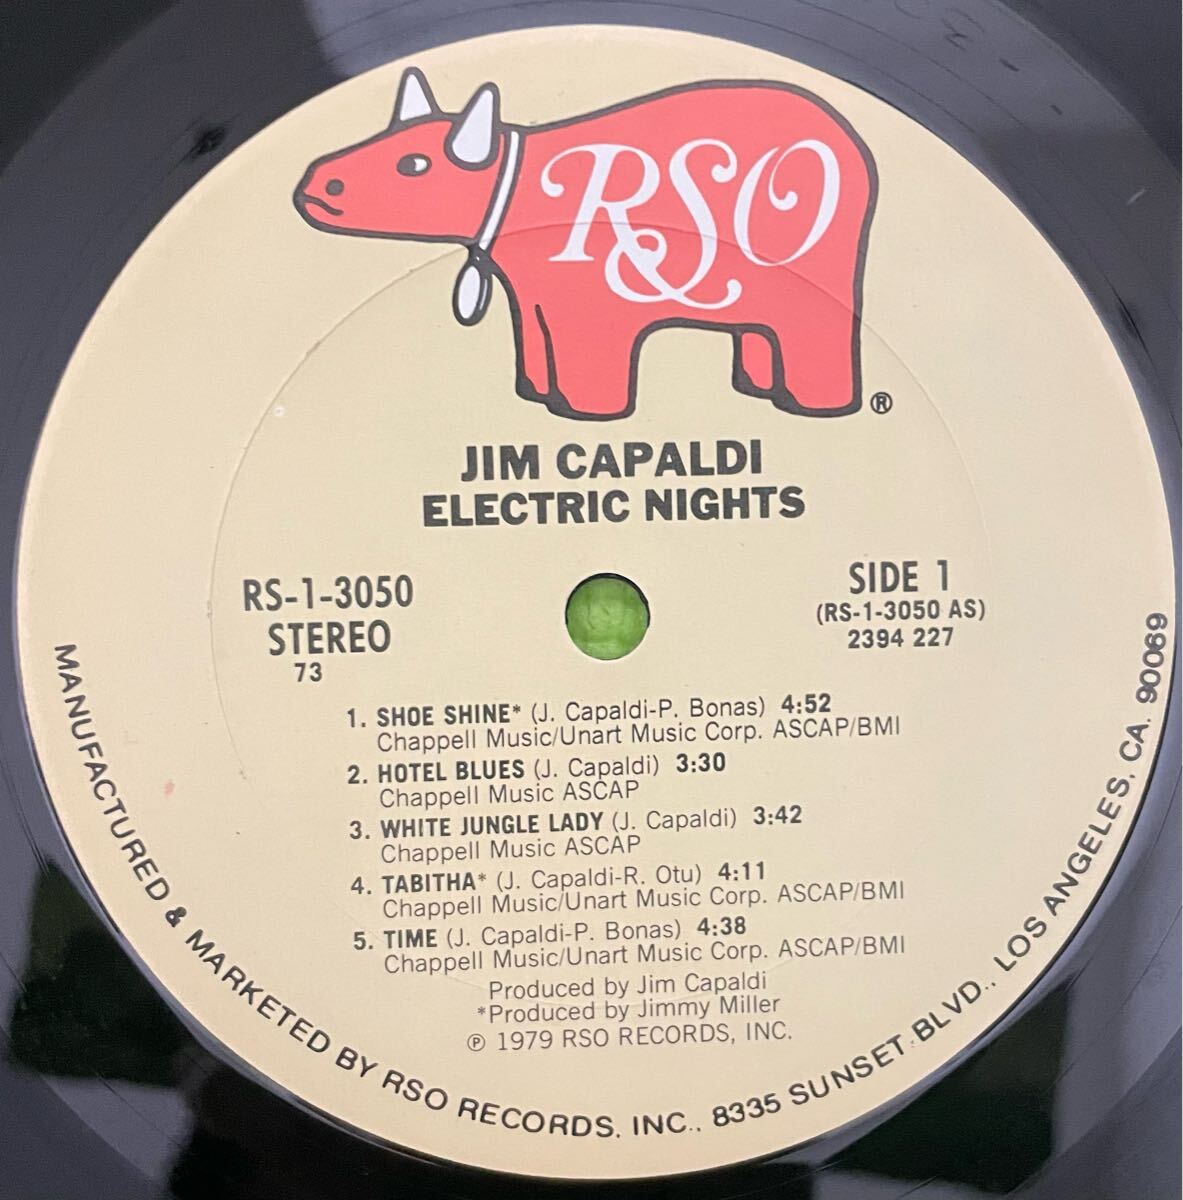 RSO
®
JIM CAPALDI
ELECTRIC NIGHTS
RS-1-3050
STEREO
73
SIDE 1
(RS-1-3050 AS)
2394 227
1. SHOE SHINE* (J. Capaldi-P. Bonas) 4:52
Chappell Music/Unart Music Corp. ASCAP/BMI
2. HOTEL BLUES (J. Capaldi) 3:30
Chappell Music ASCAP
3. WHITE JUNGLE LADY (J. Capaldi) 3:42
Chappell Music ASCAP
4. TABITHA* (J. Capaldi-R. Otu) 4:11
Chappell Music/Unart Music Corp. ASCAP/BMI
5. TIME (J. Capaldi-P. Bonas) 4:38
Chappell Music/Unart Music Corp. ASCAP/BMI
Produced by Jim Capaldi
*Produced by Jimmy Miller
℗ 1979 RSO RECORDS, INC.
MANUFACTURED & MARKETED BY RSO RECORDS, INC., 8335 SUNSET BLVD., LOS ANGELES, CA. 90069